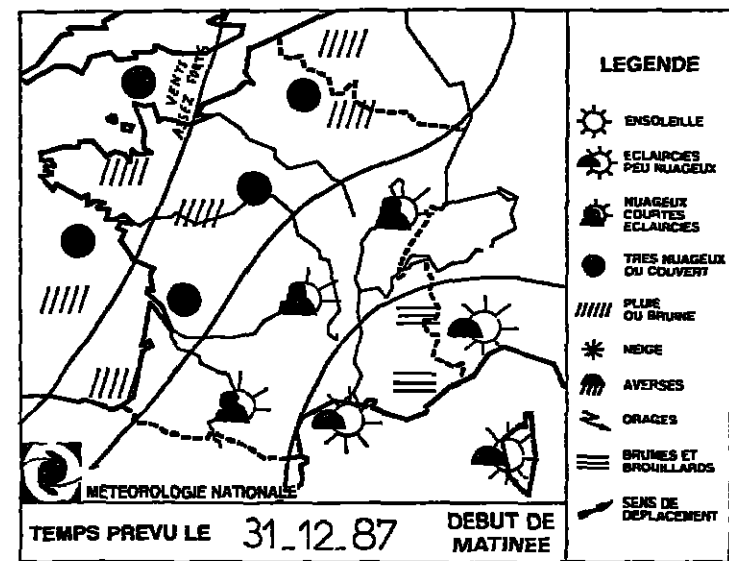 VENTS
ASSEZ FORTS
METEOROLOGIE NATIONALE
TEMPS PREVU LE 31_12_87 DEBUT DE
MATINEE
LEGENDE
ENSOLEILLE
ECLAIRCIES
PEU NUAGEUX
NUAGEUX
COURTES
ECLAIRCIES
TRES NUAGEUX
OU COUVERT
PLUIE
OU BRUINE
NEIGE
AVERSES
ORAGES
BRUMES ET
BROUILLARDS
SENS DE
DEPLACEMENT